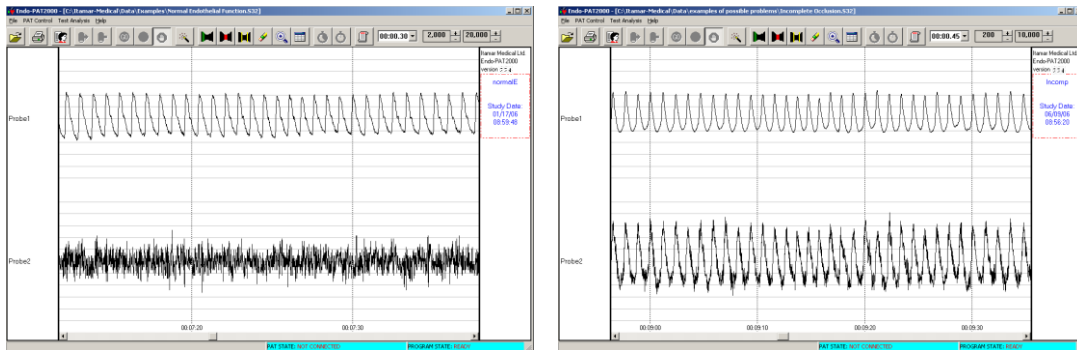 Endo-PAT2000 - [C:\Itamar-Medical\Data\Examples\Normal Endothelial Function.S32]
File PAT Control Test Analysis View Help
00:00.30 2,000 20,000
Itamar Medical Ltd.
Endo-PAT2000
version
normalE
Study Date:
01/17/06
08:59:48
Probe1
Probe2
00:07:20 00:07:30
PAT STATE: NOT CONNECTED PROGRAM STATE: READY
Endo-PAT2000 - [C:\Itamar-Medical\Data\examples of possible problems\Incomplete Occlusion.S32]
File PAT Control Test Analysis View Help
00:00.45 200 10,000
Itamar Medical Ltd.
Endo-PAT2000
version
Incomp
Study Date:
06/09/06
08:56:20
Probe1
Probe2
00:09:00 00:09:10 00:09:20 00:09:30
PAT STATE: NOT CONNECTED PROGRAM STATE: READY